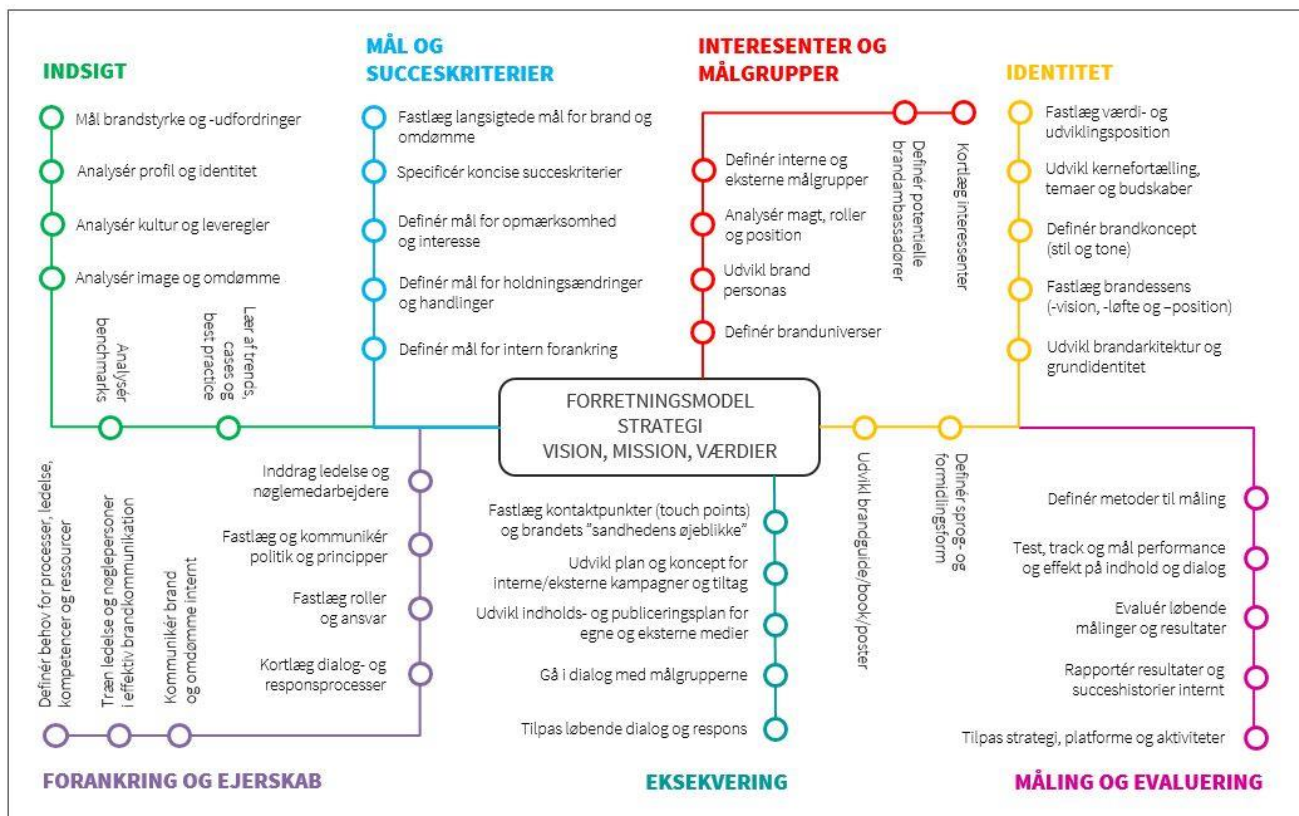 INDSIGT
Mål brandstyrke og -udfordringer
Analysér profil og identitet
Analysér kultur og leveregler
Analysér image og omdømme
Analysér
benchmarks
Lær af trends,
cases og
best practice
MÅL OG
SUCCESKRITERIER
Fastlæg langsigtede mål for brand og
omdømme
Specificér koncise succeskriterier
Definér mål for opmærksomhed
og interesse
Definér mål for holdningsændringer
og handlinger
Definér mål for intern forankring
INTERESENTER OG
MÅLGRUPPER
Definér interne og
eksterne målgrupper
Analysér magt, roller
og position
Udvikl brand
personas
Definér branduniverser
Definér potentielle
brandambassadører
Kortlæg interessenter
IDENTITET
Fastlæg værdi- og
udviklingsposition
Udvikl kernefortælling,
temaer og budskaber
Definér brandkoncept
(stil og tone)
Fastlæg brandessens
(-vision, -løfte og –position)
Udvikl brandarkitektur og
grundidentitet
Udvikl brandguide/book/poster
Definér sprog- og
formidlingsform
FORRETNINGSMODEL
STRATEGI
VISION, MISSION, VÆRDIER
Definér behov for processer, ledelse,
kompetencer og ressourcer
Træn ledelse og nøglepersoner
i effektiv brandkommunikation
Kommunikér brand
og omdømme internt
Inddrag ledelse og
nøglemedarbejdere
Fastlæg og kommunikér
politik og principper
Fastlæg roller
og ansvar
Kortlæg dialog- og
responsprocesser
FORANKRING OG EJERSKAB
Fastlæg kontaktpunkter (touch points)
og brandets ”sandhedens øjeblikke”
Udvikl plan og concept for
interne/eksterne kampagner og tiltag
Udvikl indholds- og publiceringsplan for
egne og eksterne medier
Gå i dialog med målgrupperne
Tilpas løbende dialog og respons
EKSEKVERING
Definér metoder til måling
Test, track og mål performance
og effekt på indhold og dialog
Evaluér løbende
målinger og resultater
Rapportér resultater og
succeshistorier internt
Tilpas strategi, platforme og aktiviteter
MÅLING OG EVALUERING